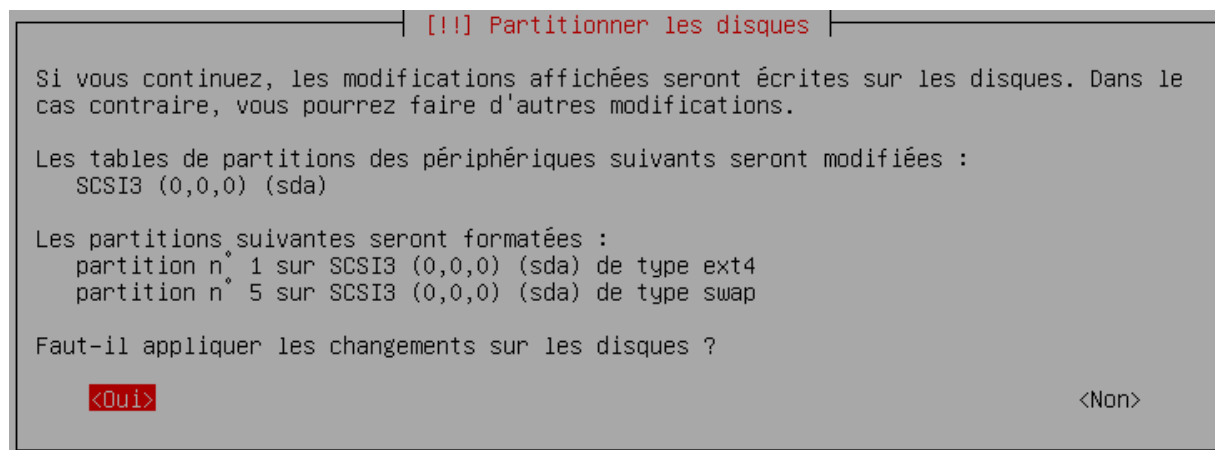 [!!] Partitionner les disques
Si vous continuez, les modifications affichées seront écrites sur les disques. Dans le
cas contraire, vous pourrez faire d'autres modifications.
Les tables de partitions des périphériques suivants seront modifiées :
SCSI3 (0,0,0) (sda)
Les partitions suivantes seront formatées :
partition n° 1 sur SCSI3 (0,0,0) (sda) de type ext4
partition n° 5 sur SCSI3 (0,0,0) (sda) de type swap
Faut-il appliquer les changements sur les disques ?
<Oui> <Non>